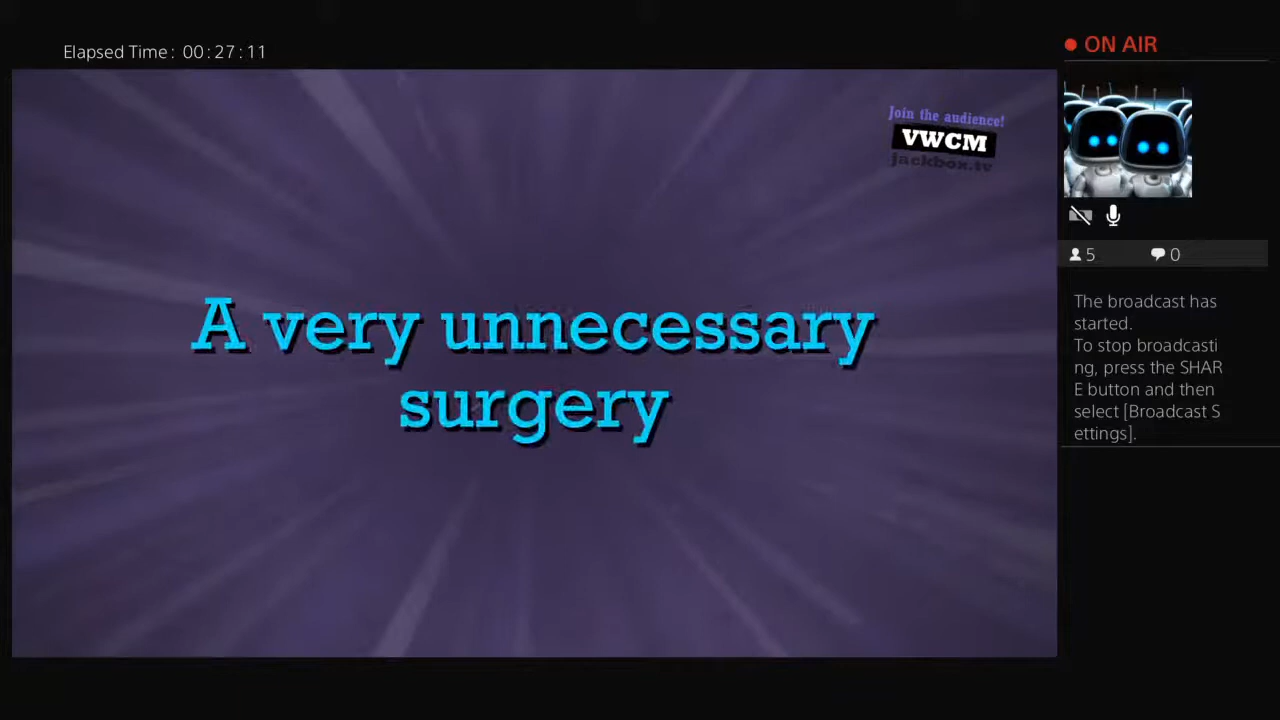 Elapsed Time: 00:27:11
ON AIR
Join the audience!
VWCM
jackbox.tv
A very unnecessary
surgery
5
0
The broadcast has
started.
To stop broadcasti
ng, press the SHAR
E button and then
select [Broadcast S
ettings].